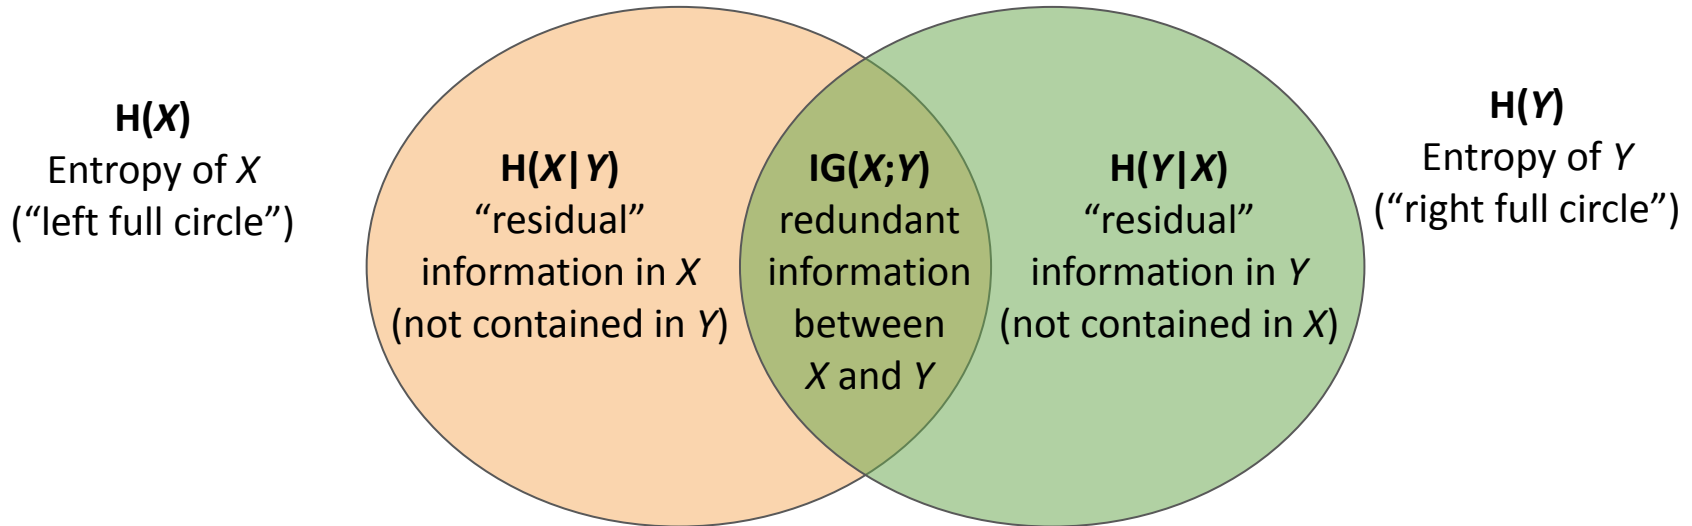 H(X)
Entropy of X
(“left full circle”)
H(X|Y)
“residual”
information in X
(not contained in Y)
IG(X;Y)
redundant
information
between
X and Y
H(Y|X)
“residual”
information in Y
(not contained in X)
H(Y)
Entropy of Y
(“right full circle”)